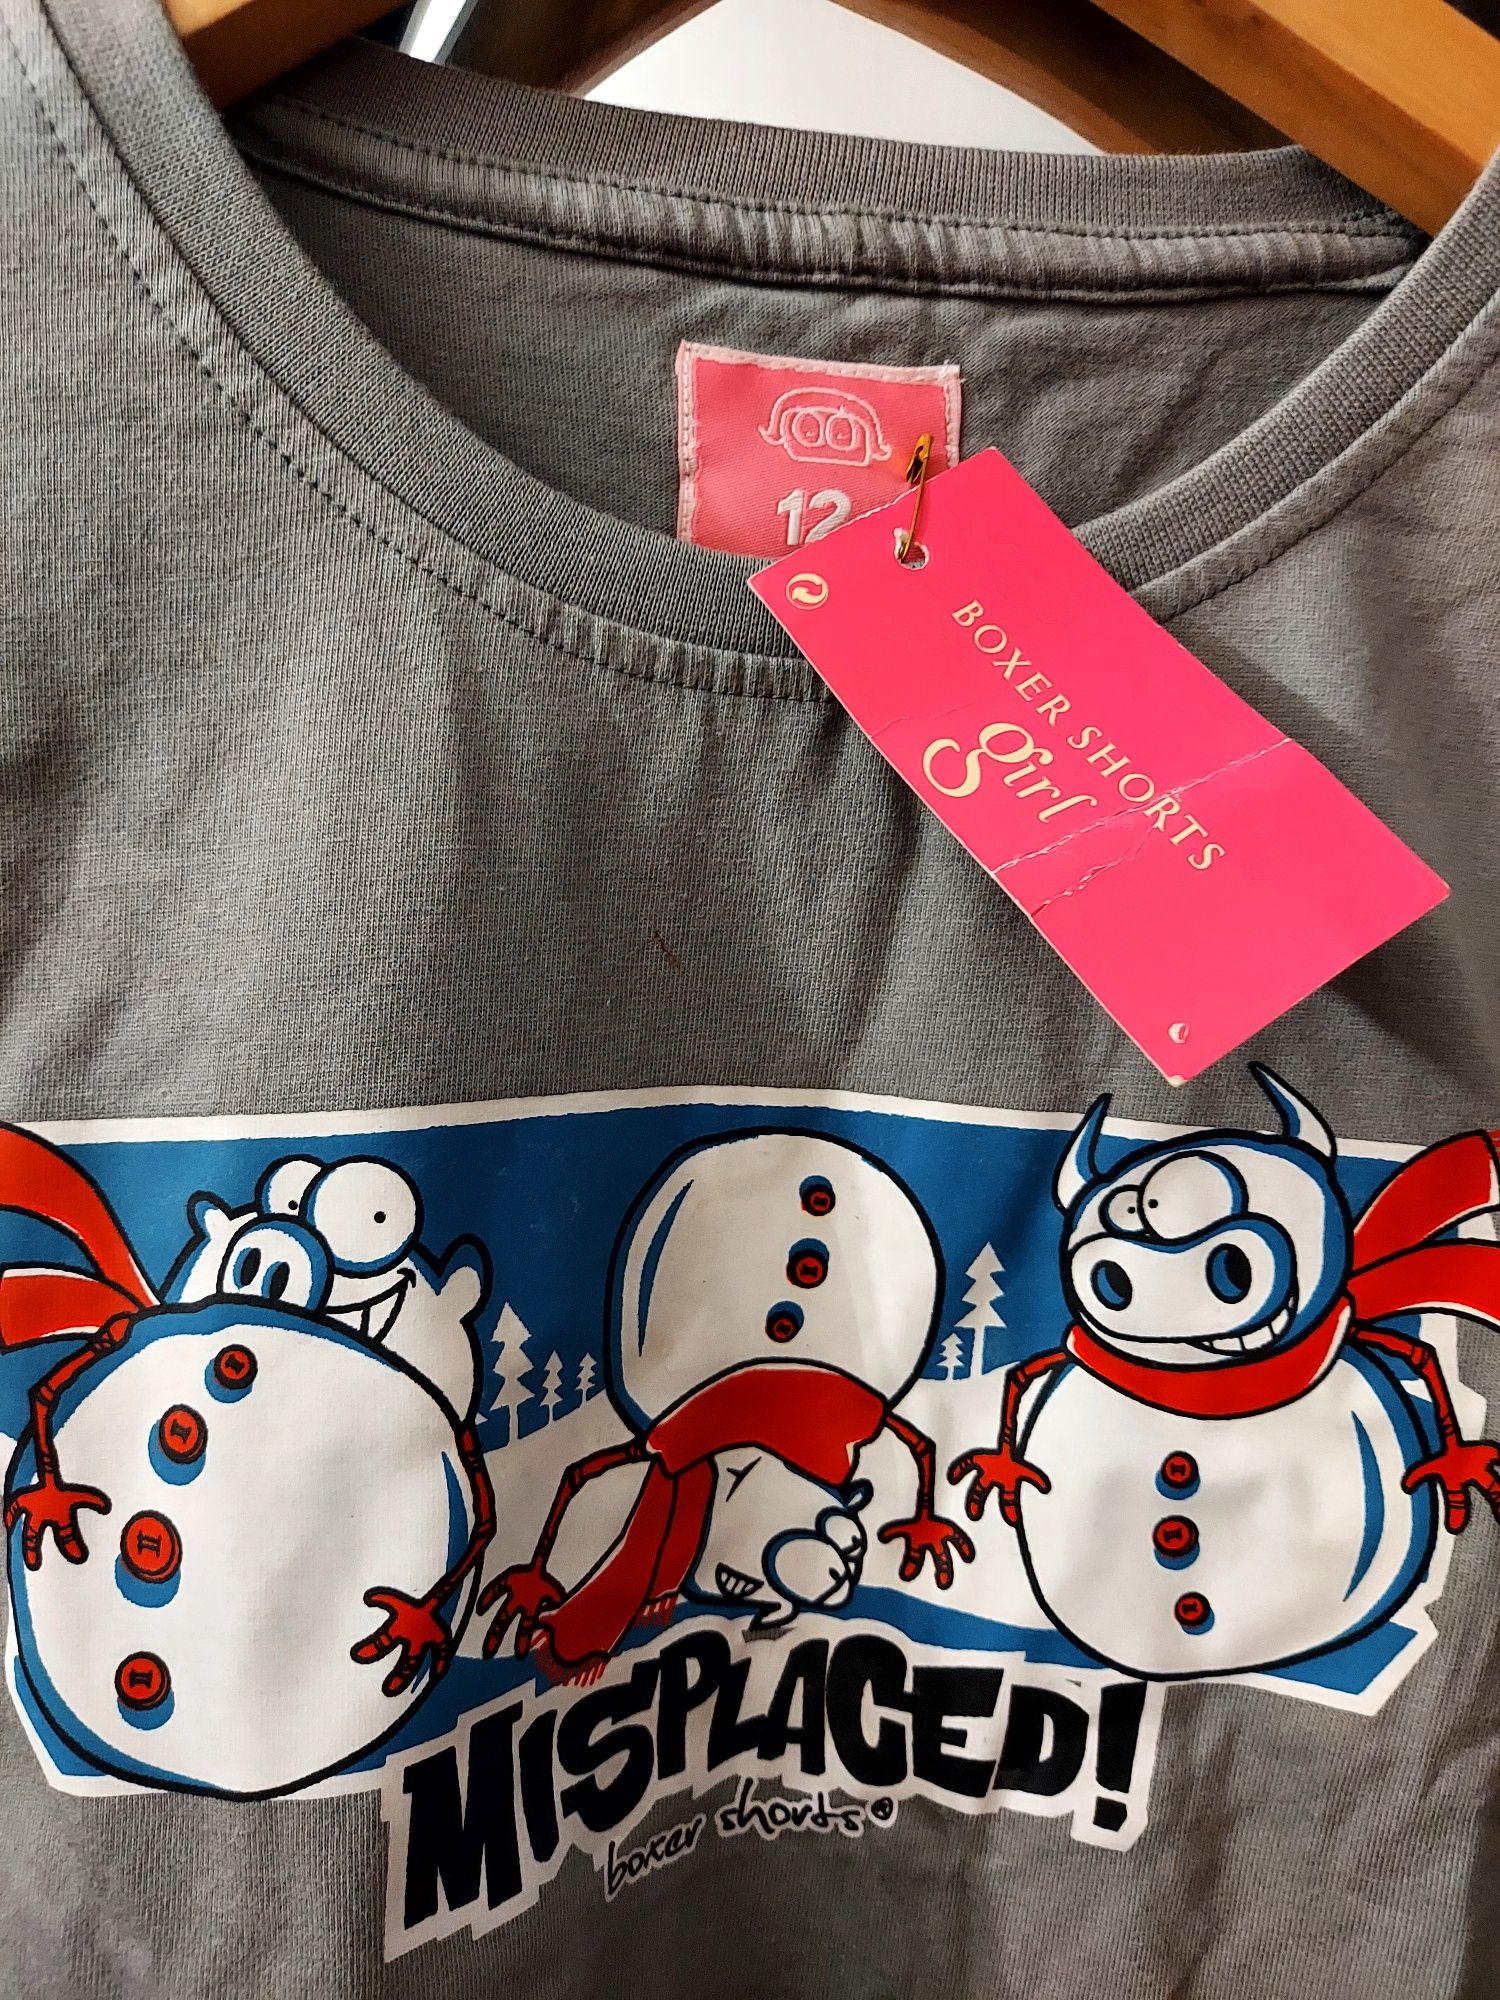 12
BOXER SHORTS
girl
MISPLACED!
boxer shorts®